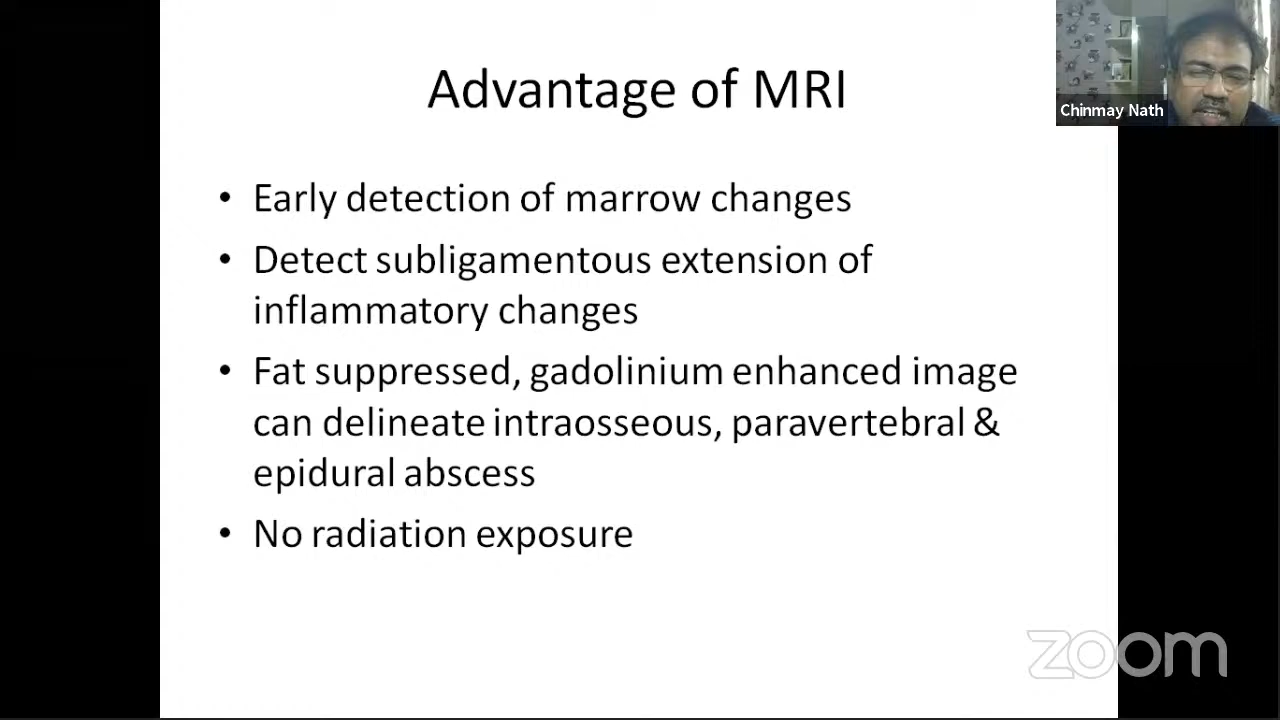 Advantage of MRI
Chinmay Nath
• Early detection of marrow changes
• Detect subligamentous extension of
inflammatory changes
• Fat suppressed, gadolinium enhanced image
can delineate intraosseous, paravertebral &
epidural abscess
• No radiation exposure
zoom